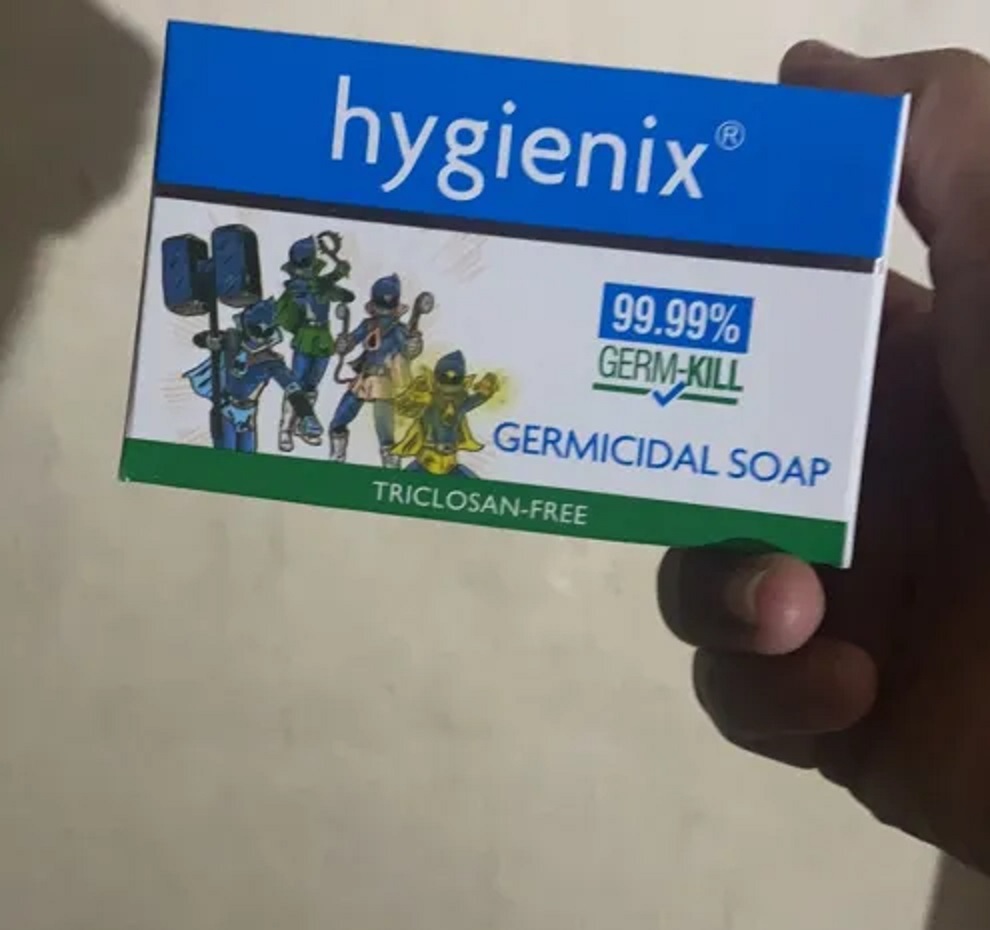 hygienix®
99.99%
GERM-KILL
GERMICIDAL SOAP
TRICLOSAN-FREE